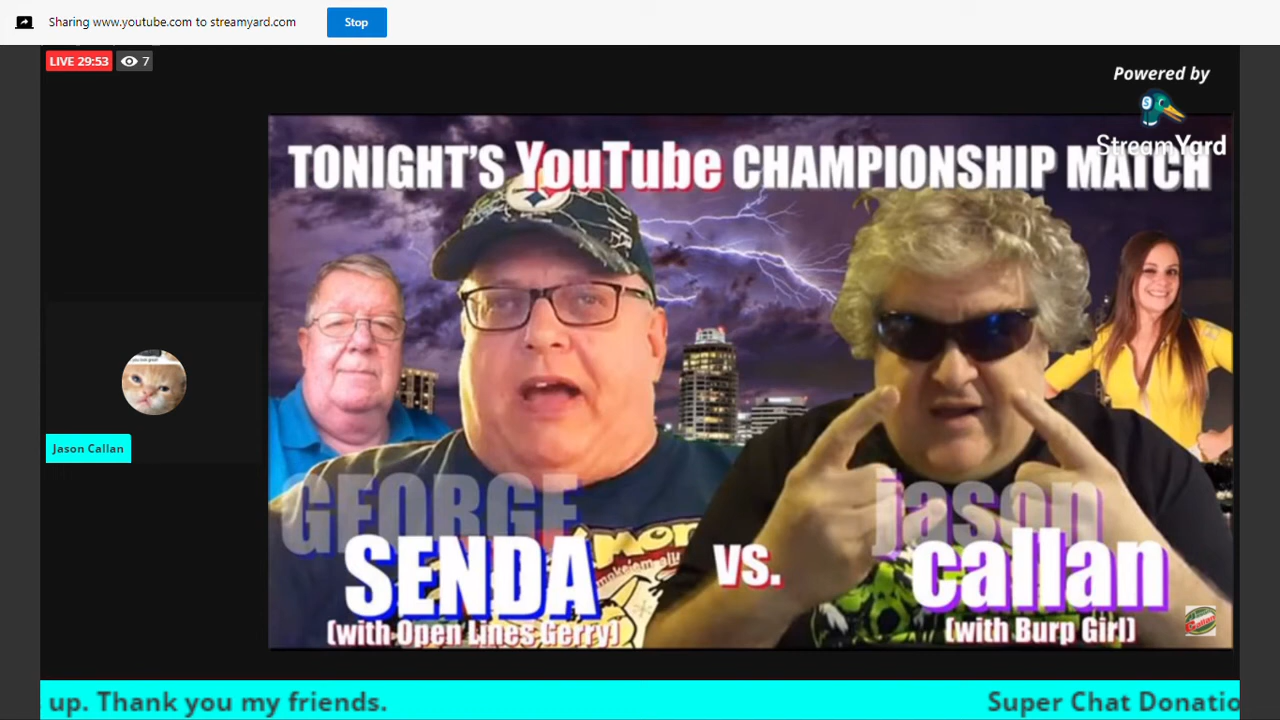 Sharing www.youtube.com to streamyard.com
Stop
LIVE 29:53
7
Powered by
StreamYard
TONIGHT'S YouTube CHAMPIONSHIP MATCH
Jason Callan
GEORGE
SENDA
(with Open Lines Gerry)
vs.
jason
callan
(with Burp Girl)
up. Thank you my friends.
Super Chat Donatio